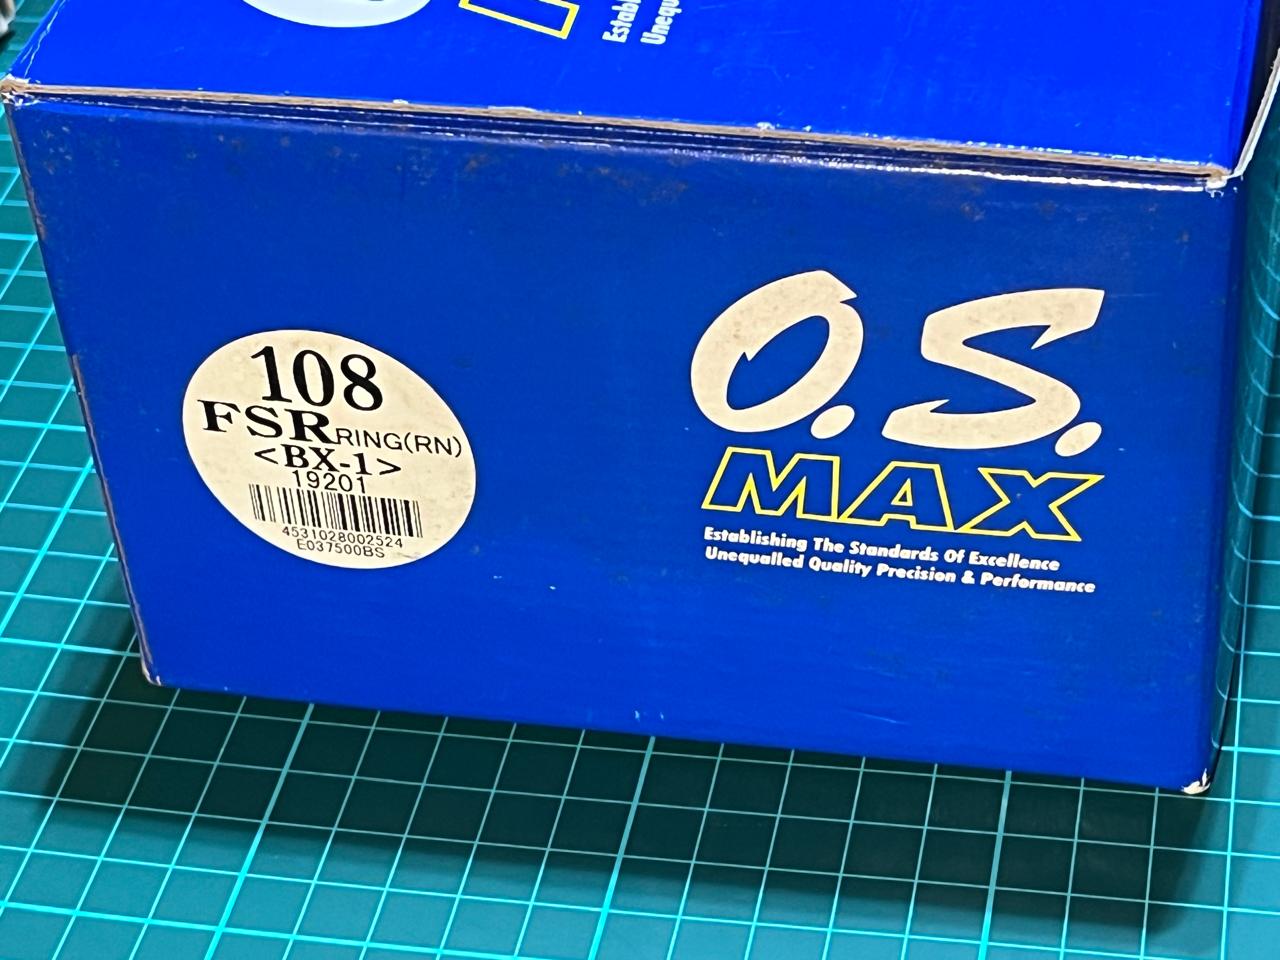 108
FSR RING(RN)
<BX-1>
19201
4531028002524
E037500BS
O.S.
MAX
Establishing The Standards Of Excellence
Unequalled Quality Precision & Performance